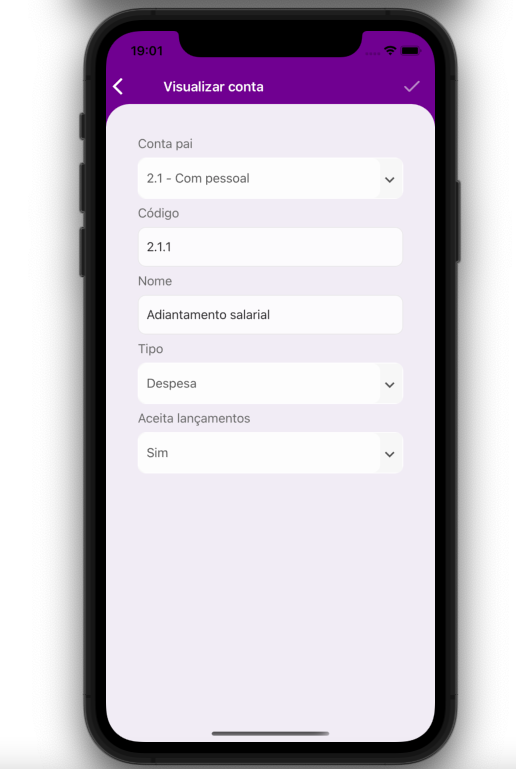 19:01
Visualizar conta
Conta pai
2.1 - Com pessoal
Código
2.1.1
Nome
Adiantamento salarial
Tipo
Despesa
Aceita lançamentos
Sim